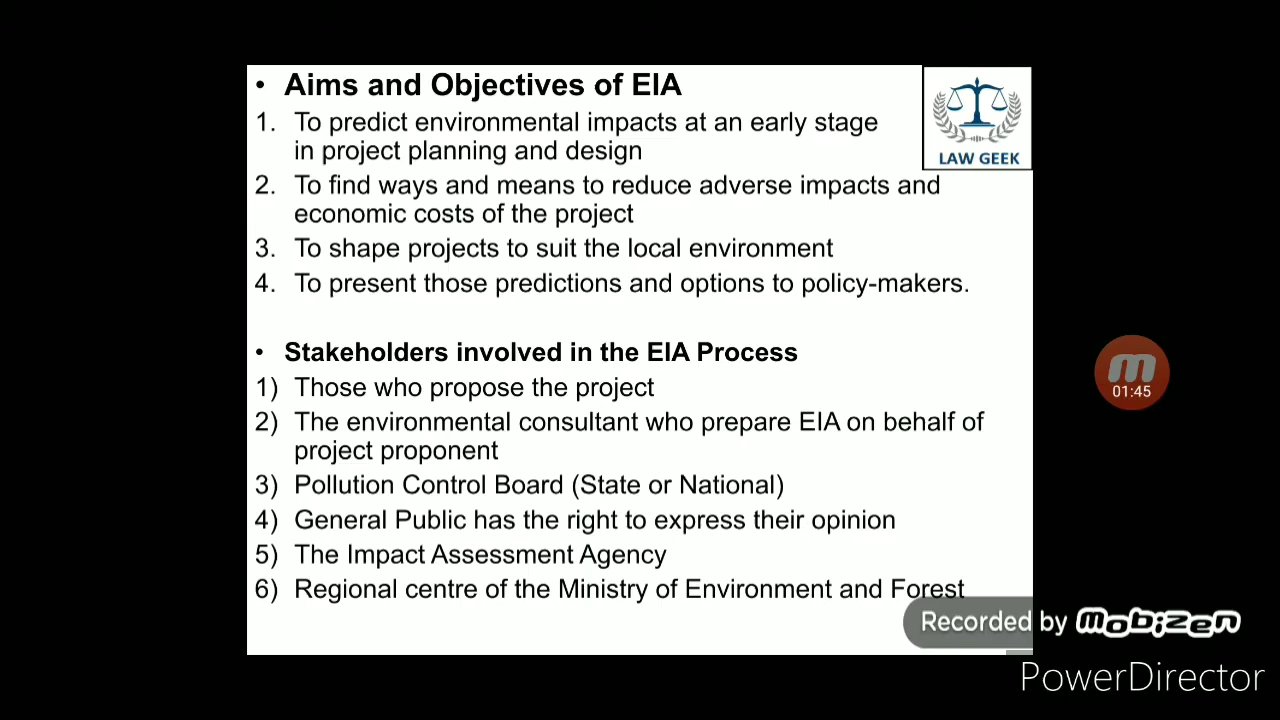 • Aims and Objectives of EIA
1. To predict environmental impacts at an early stage
in project planning and design
2. To find ways and means to reduce adverse impacts and
economic costs of the project
3. To shape projects to suit the local environment
4. To present those predictions and options to policy-makers.
LAW GEEK
• Stakeholders involved in the EIA Process
1) Those who propose the project
2) The environmental consultant who prepare EIA on behalf of
project proponent
3) Pollution Control Board (State or National)
4) General Public has the right to express their opinion
5) The Impact Assessment Agency
6) Regional centre of the Ministry of Environment and Forest
m
01:45
Recorded by mobizen
PowerDirector